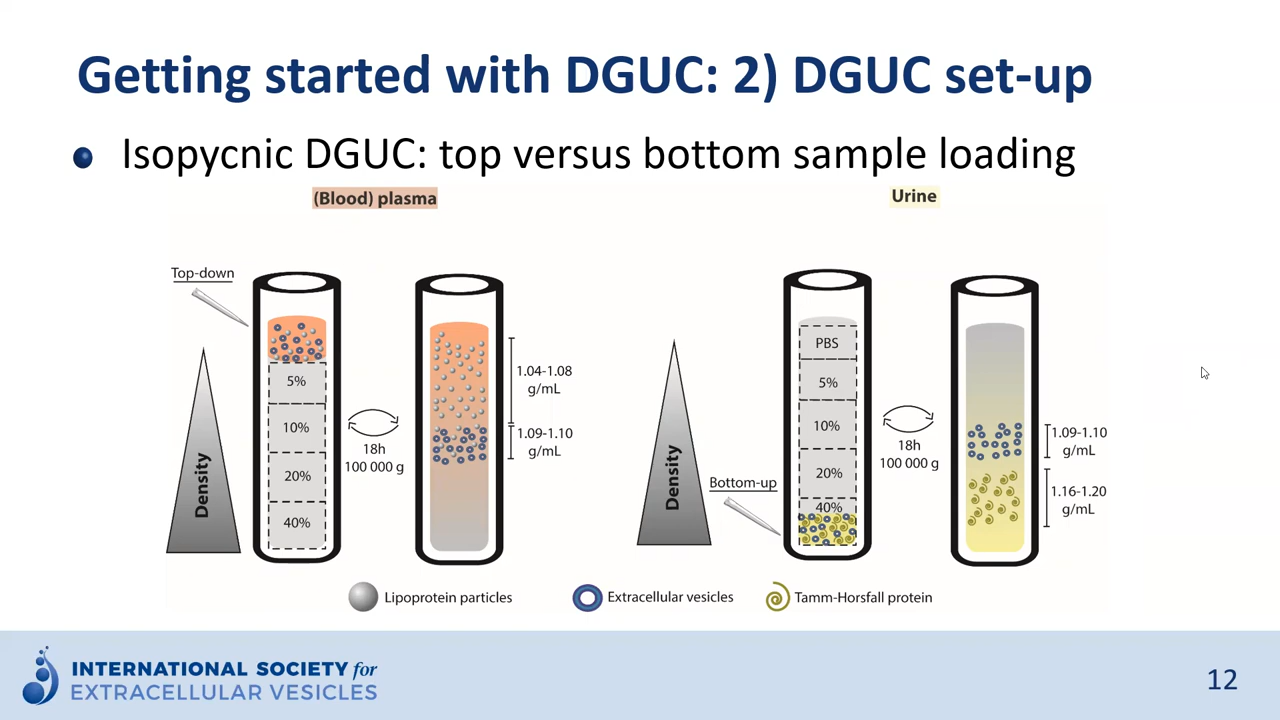 Getting started with DGUC: 2) DGUC set-up
Isopycnic DGUC: top versus bottom sample loading
(Blood) plasma
Top-down
Density
5%
10%
20%
40%
18h
100 000 g
1.04-1.08
g/mL
1.09-1.10
g/mL
Urine
Density
Bottom-up
PBS
5%
10%
20%
40%
18h
100 000 g
1.09-1.10
g/mL
1.16-1.20
g/mL
Lipoprotein particles
Extracellular vesicles
Tamm-Horsfall protein
INTERNATIONAL SOCIETY for
EXTRACELLULAR VESICLES
12